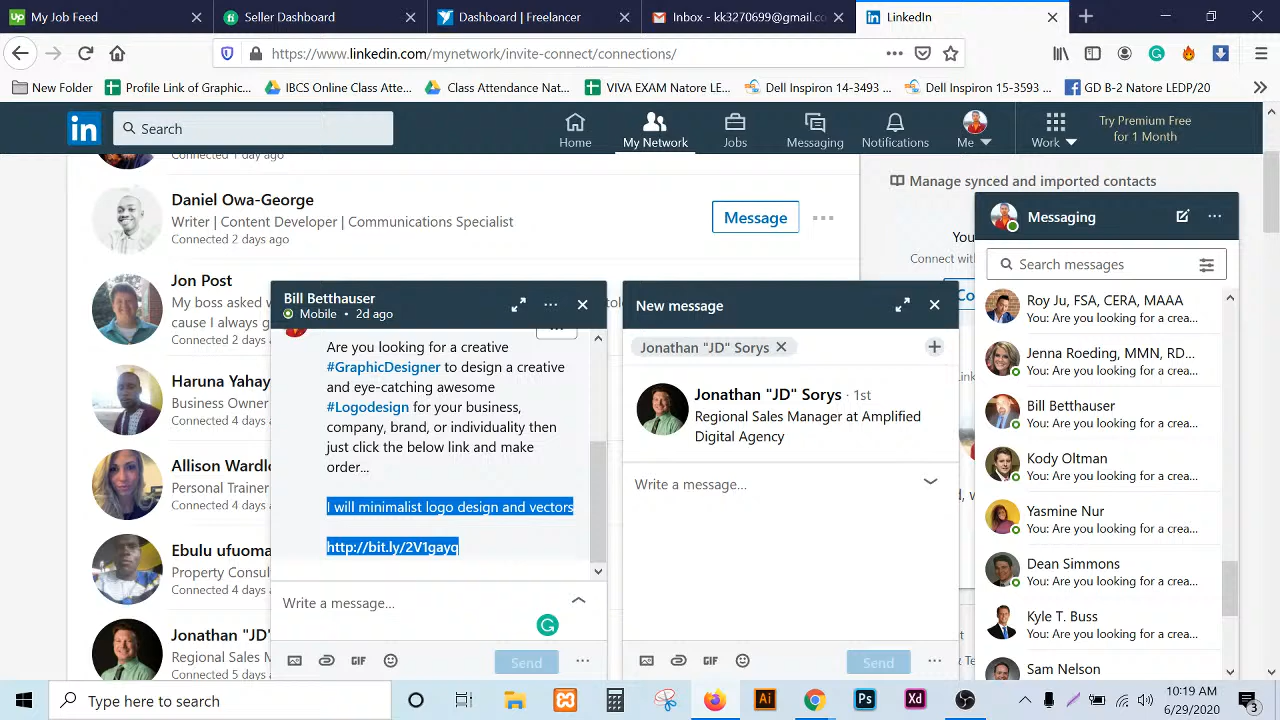 My Job Feed
Seller Dashboard
Dashboard | Freelancer
Inbox - kk3270699@gmail.co
LinkedIn
https://www.linkedin.com/mynetwork/invite-connect/connections/
New Folder
Profile Link of Graphic...
IBCS Online Class Atte...
Class Attendance Nat...
VIVA EXAM Natore LE...
Dell Inspiron 14-3493 ...
Dell Inspiron 15-3593 ...
GD B-2 Natore LEDP/20
Search
Home
My Network
Jobs
Messaging
Notifications
Me
Work
Try Premium Free
for 1 Month
Connected 1 day ago
Daniel Owa-George
Writer | Content Developer | Communications Specialist
Connected 2 days ago
Message
Jon Post
My boss asked
cause I always g
Connected 2 days
Haruna Yahay
Business Owner
Connected 4 days
Allison Wardl
Personal Trainer
Connected 4 days
Ebulu ufuoma
Property Consul
Connected 4 days
Jonathan "JD"
Regional Sales M
Connected 5 days
Bill Betthauser
Mobile • 2d ago
Are you looking for a creative
#GraphicDesigner to design a creative
and eye-catching awesome
#Logodesign for your business,
company, brand, or individuality then
just click the below link and make
order...
I will minimalist logo design and vectors
http://bit.ly/2V1gayq
Write a message...
GIF
Send
New message
Jonathan "JD" Sorys
Jonathan "JD" Sorys · 1st
Regional Sales Manager at Amplified
Digital Agency
Write a message...
GIF
Send
Manage synced and imported contacts
You
Connect with
Co
Messaging
Search messages
Roy Ju, FSA, CERA, MAAA
You: Are you looking for a crea...
Jenna Roeding, MMN, RD...
You: Are you looking for a crea...
Bill Betthauser
You: Are you looking for a crea...
Kody Oltman
You: Are you looking for a crea...
Yasmine Nur
You: Are you looking for a crea...
Dean Simmons
You: Are you looking for a crea...
Kyle T. Buss
You: Are you looking for a crea...
Sam Nelson
Type here to search
10:19 AM
6/29/2020
3